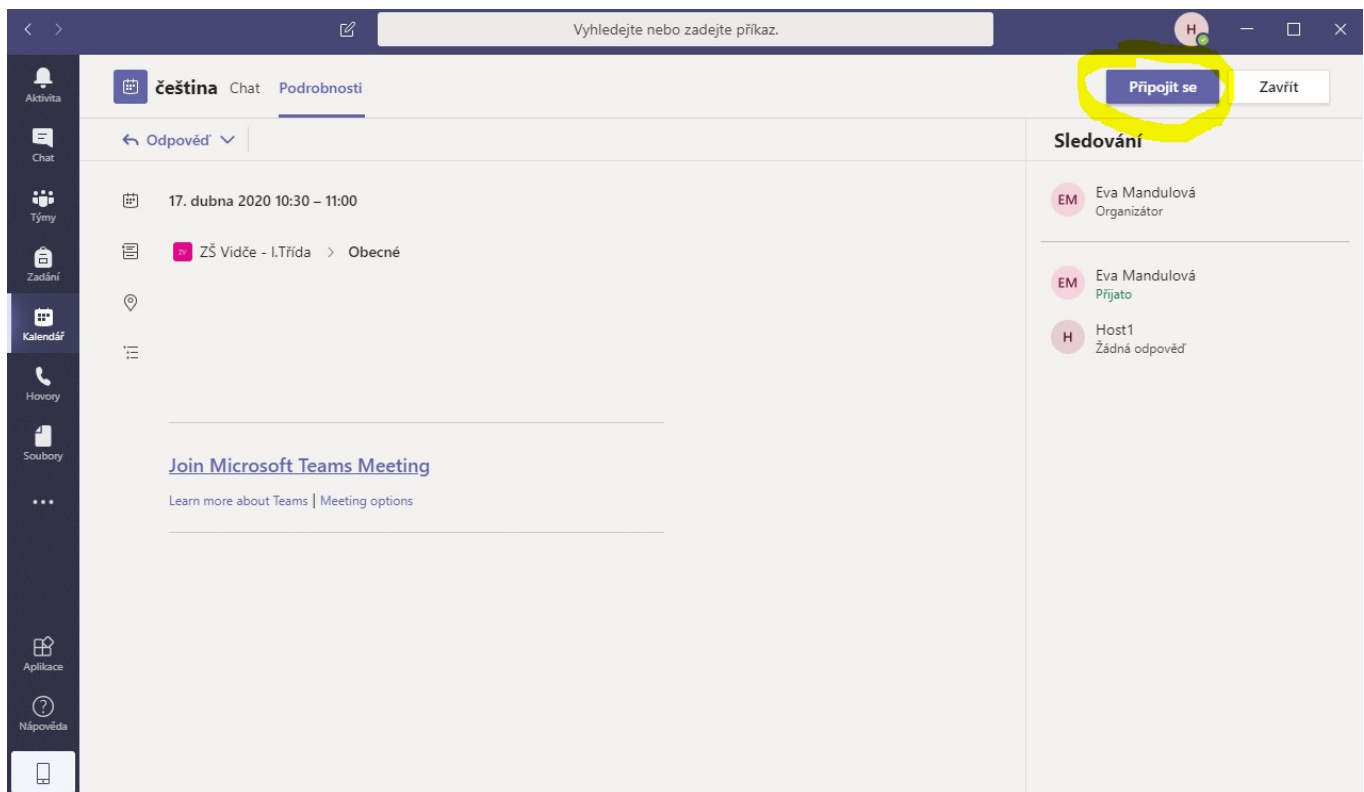 Vyhledejte nebo zadejte příkaz.
H
Aktivita
Chat
Týmy
Zadání
Kalendář
Hovory
Soubory
Aplikace
Nápověda
čeština Chat Podrobnosti
Připojit se
Zavřít
Odpověď
17. dubna 2020 10:30 – 11:00
ZV ZŠ Vidče - I.Třída > Obecné
Join Microsoft Teams Meeting
Learn more about Teams | Meeting options
Sledování
EM
Eva Mandulová
Organizátor
EM
Eva Mandulová
Přijato
H
Host1
Žádná odpověď